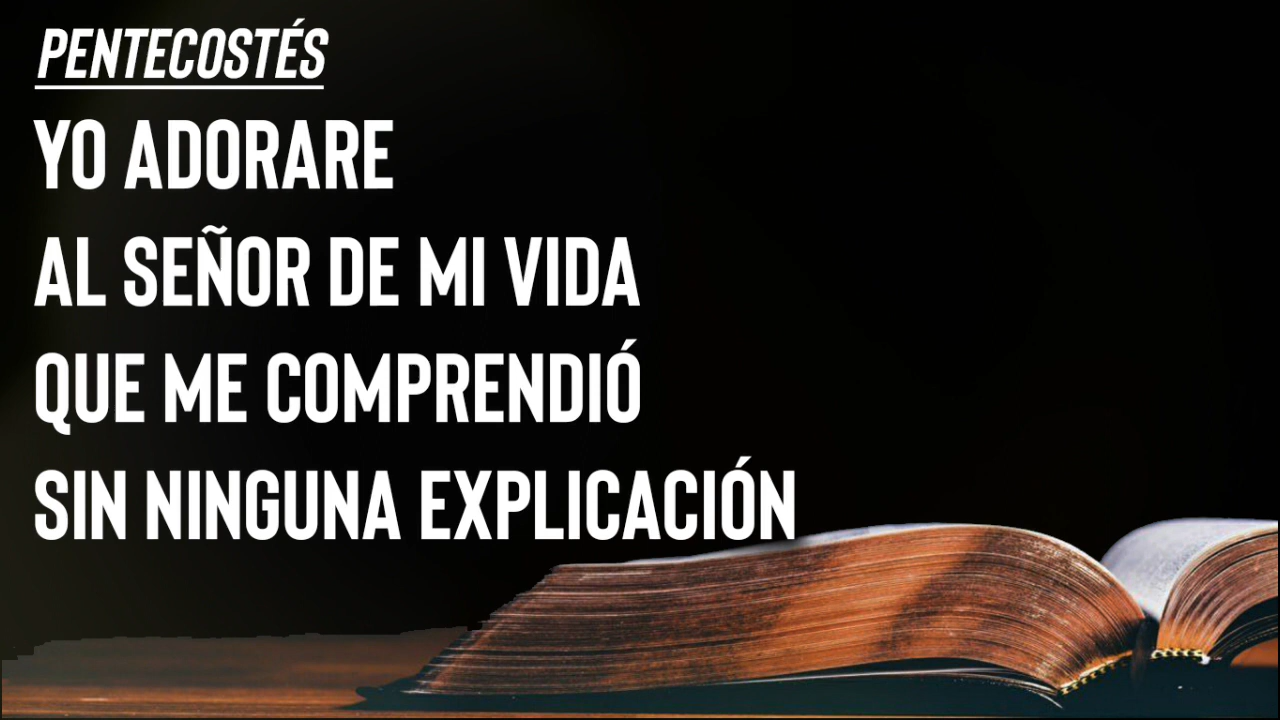 PENTECOSTÉS
YO ADORARE
AL SEÑOR DE MI VIDA
QUE ME COMPRENDIÓ
SIN NINGUNA EXPLICACIÓN